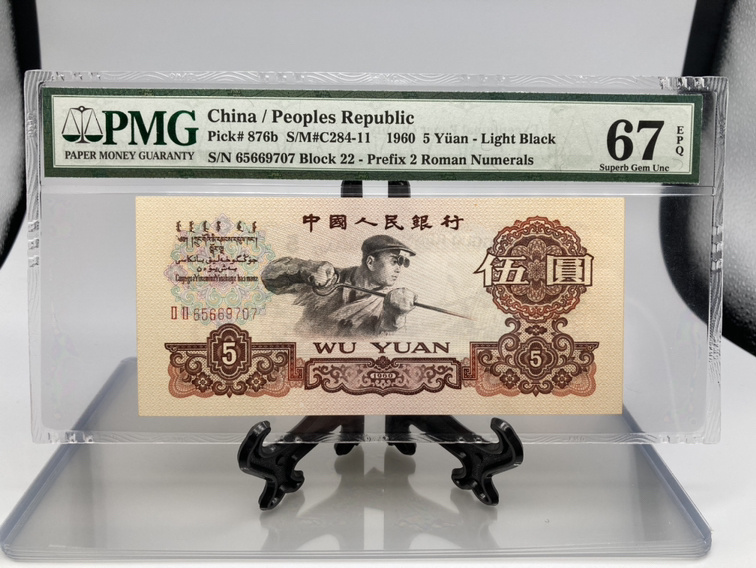 PMG
PAPER MONEY GUARANTY
China / Peoples Republic
Pick# 876b S/M#C284-11 1960 5 Yüan - Light Black
S/N 65669707 Block 22 - Prefix 2 Roman Numerals
67
EPQ
Superb Gem Unc
中國人民銀行
伍圓
II II 65669707
5
WU YUAN
1960
5